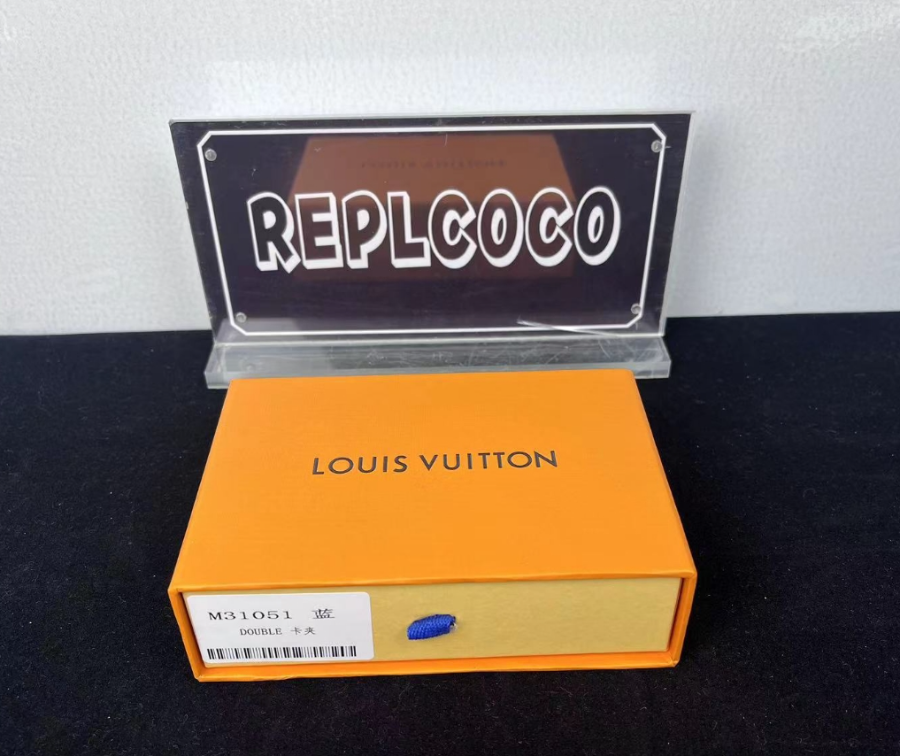 REPLCOCO
LOUIS VUITTON
M31051 蓝
DOUBLE 卡夹